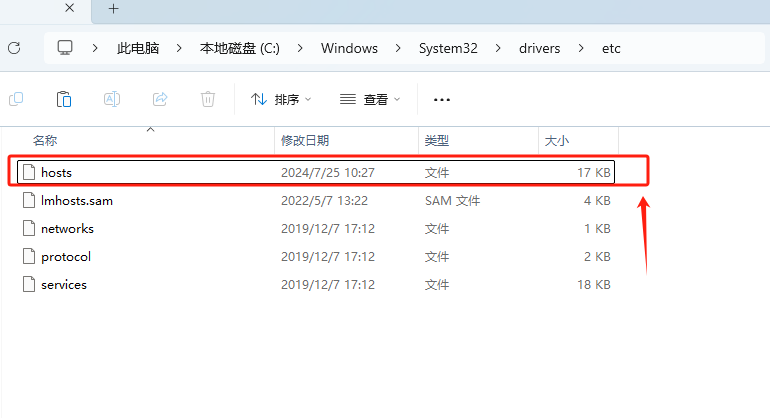 此电脑 本地磁盘 (C:) Windows System32 drivers etc
排序 查看
名称 修改日期 类型 大小
hosts 2024/7/25 10:27 文件 17 KB
lmhosts.sam 2022/5/7 13:22 SAM 文件 4 KB
networks 2019/12/7 17:12 文件 1 KB
protocol 2019/12/7 17:12 文件 2 KB
services 2019/12/7 17:12 文件 18 KB